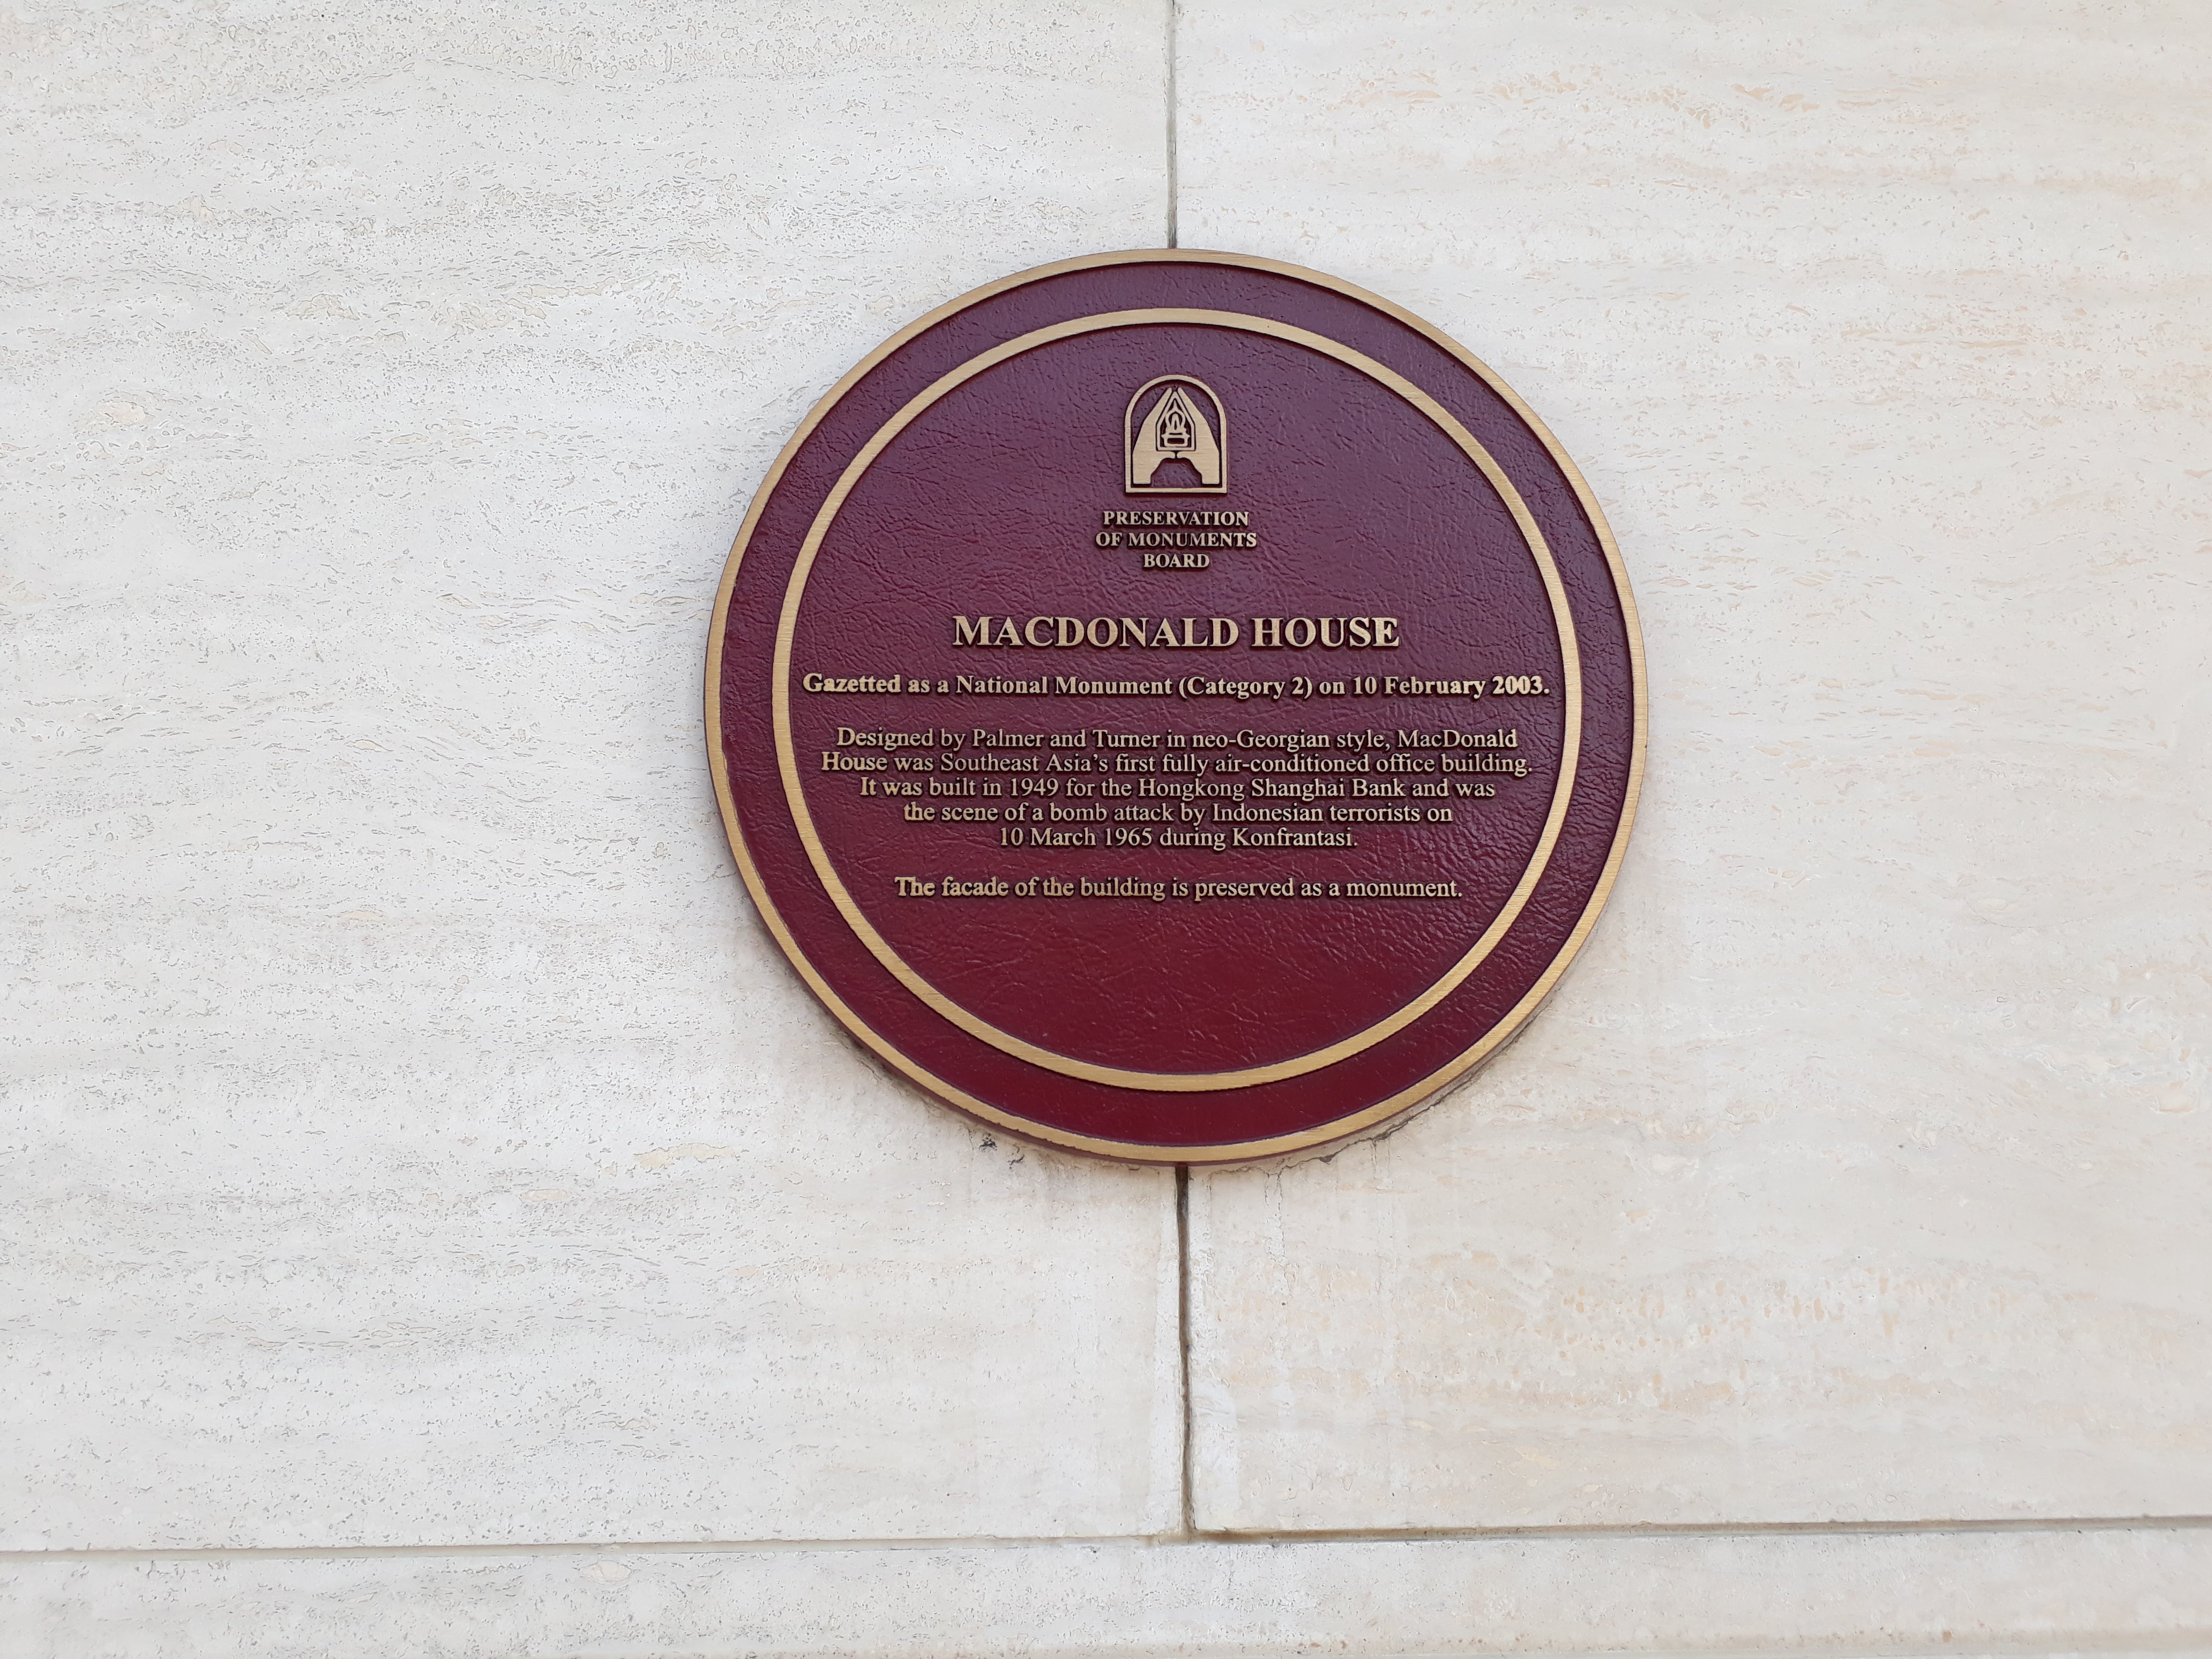 PRESERVATION
OF MONUMENTS
BOARD
MACDONALD HOUSE
Gazetted as a National Monument (Category 2) on 10 February 2003.
Designed by Palmer and Turner in neo-Georgian style, MacDonald
House was Southeast Asia's first fully air-conditioned office building.
It was built in 1949 for the Hongkong Shanghai Bank and was
the scene of a bomb attack by Indonesian terrorists on
10 March 1965 during Konfrantasi.
The facade of the building is preserved as a monument.